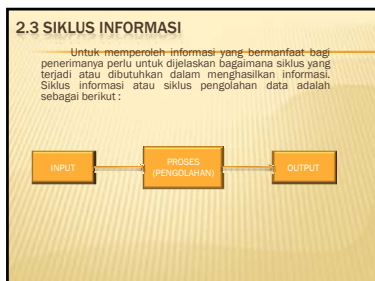 2.3 SIKLUS INFORMASI
Untuk memperoleh informasi yang bermanfaat bagi
penerimanya perlu untuk dijelaskan bagaimana siklus yang
terjadi atau dibutuhkan dalam menghasilkan informasi.
Siklus informasi atau siklus pengolahan data adalah
sebagai berikut :
INPUT
PROSES
(PENGOLAHAN)
OUTPUT